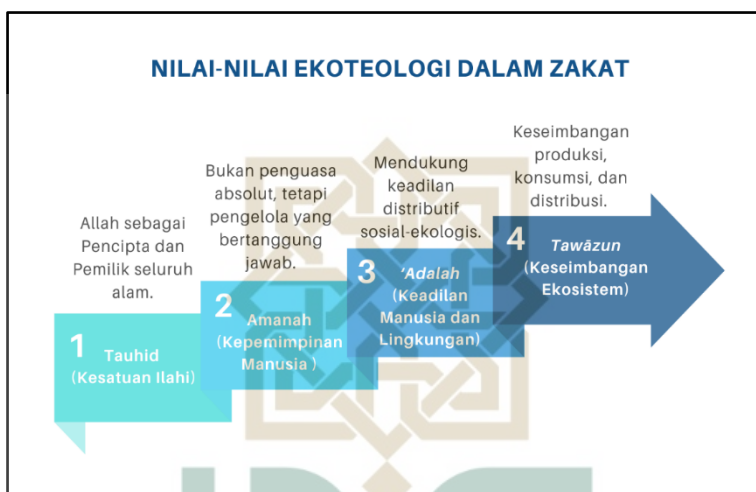 NILAI-NILAI EKOTEOLOGI DALAM ZAKAT
Allah sebagai
Pencipta dan
Pemilik seluruh
alam.
1
Tauhid
(Kesatuan Ilahi)
Bukan penguasa
absolut, tetapi
pengelola yang
bertanggung
jawab.
2
Amanah
(Kepemimpinan
Manusia )
Mendukung
keadilan
distributif
sosial-ekologis.
3
‘Adalah
(Keadilan
Manusia dan
Lingkungan)
Keseimbangan
produksi,
konsumsi, dan
distribusi.
4
Tawâzun
(Keseimbangan
Ekosistem)